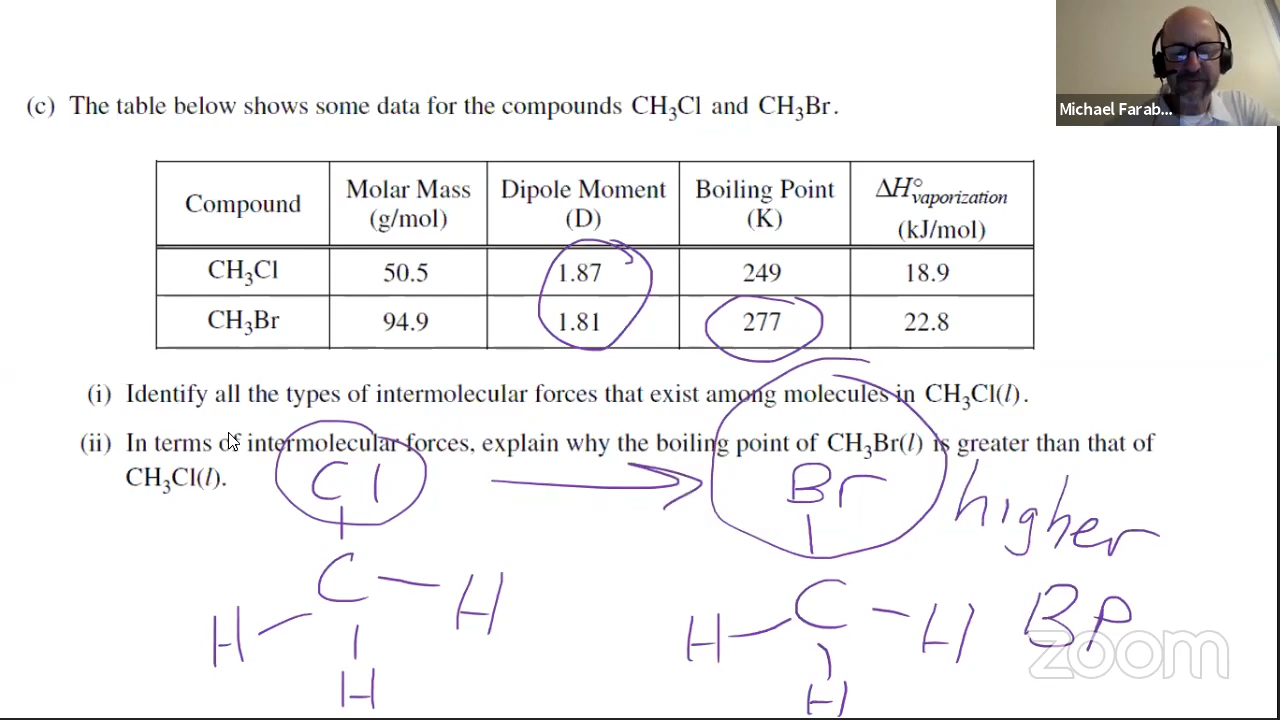 Michael Farab...
(c) The table below shows some data for the compounds CH₃Cl and CH₃Br.
Compound Molar Mass (g/mol) Dipole Moment (D) Boiling Point (K) ΔH°vaporization (kJ/mol)
CH₃Cl 50.5 1.87 249 18.9
CH₃Br 94.9 1.81 277 22.8
(i) Identify all the types of intermolecular forces that exist among molecules in CH₃Cl(l).
(ii) In terms of intermolecular forces, explain why the boiling point of CH₃Br(l) is greater than that of
CH₃Cl(l).
Cl Br higher
C H C H BP
H H
H H
zoom